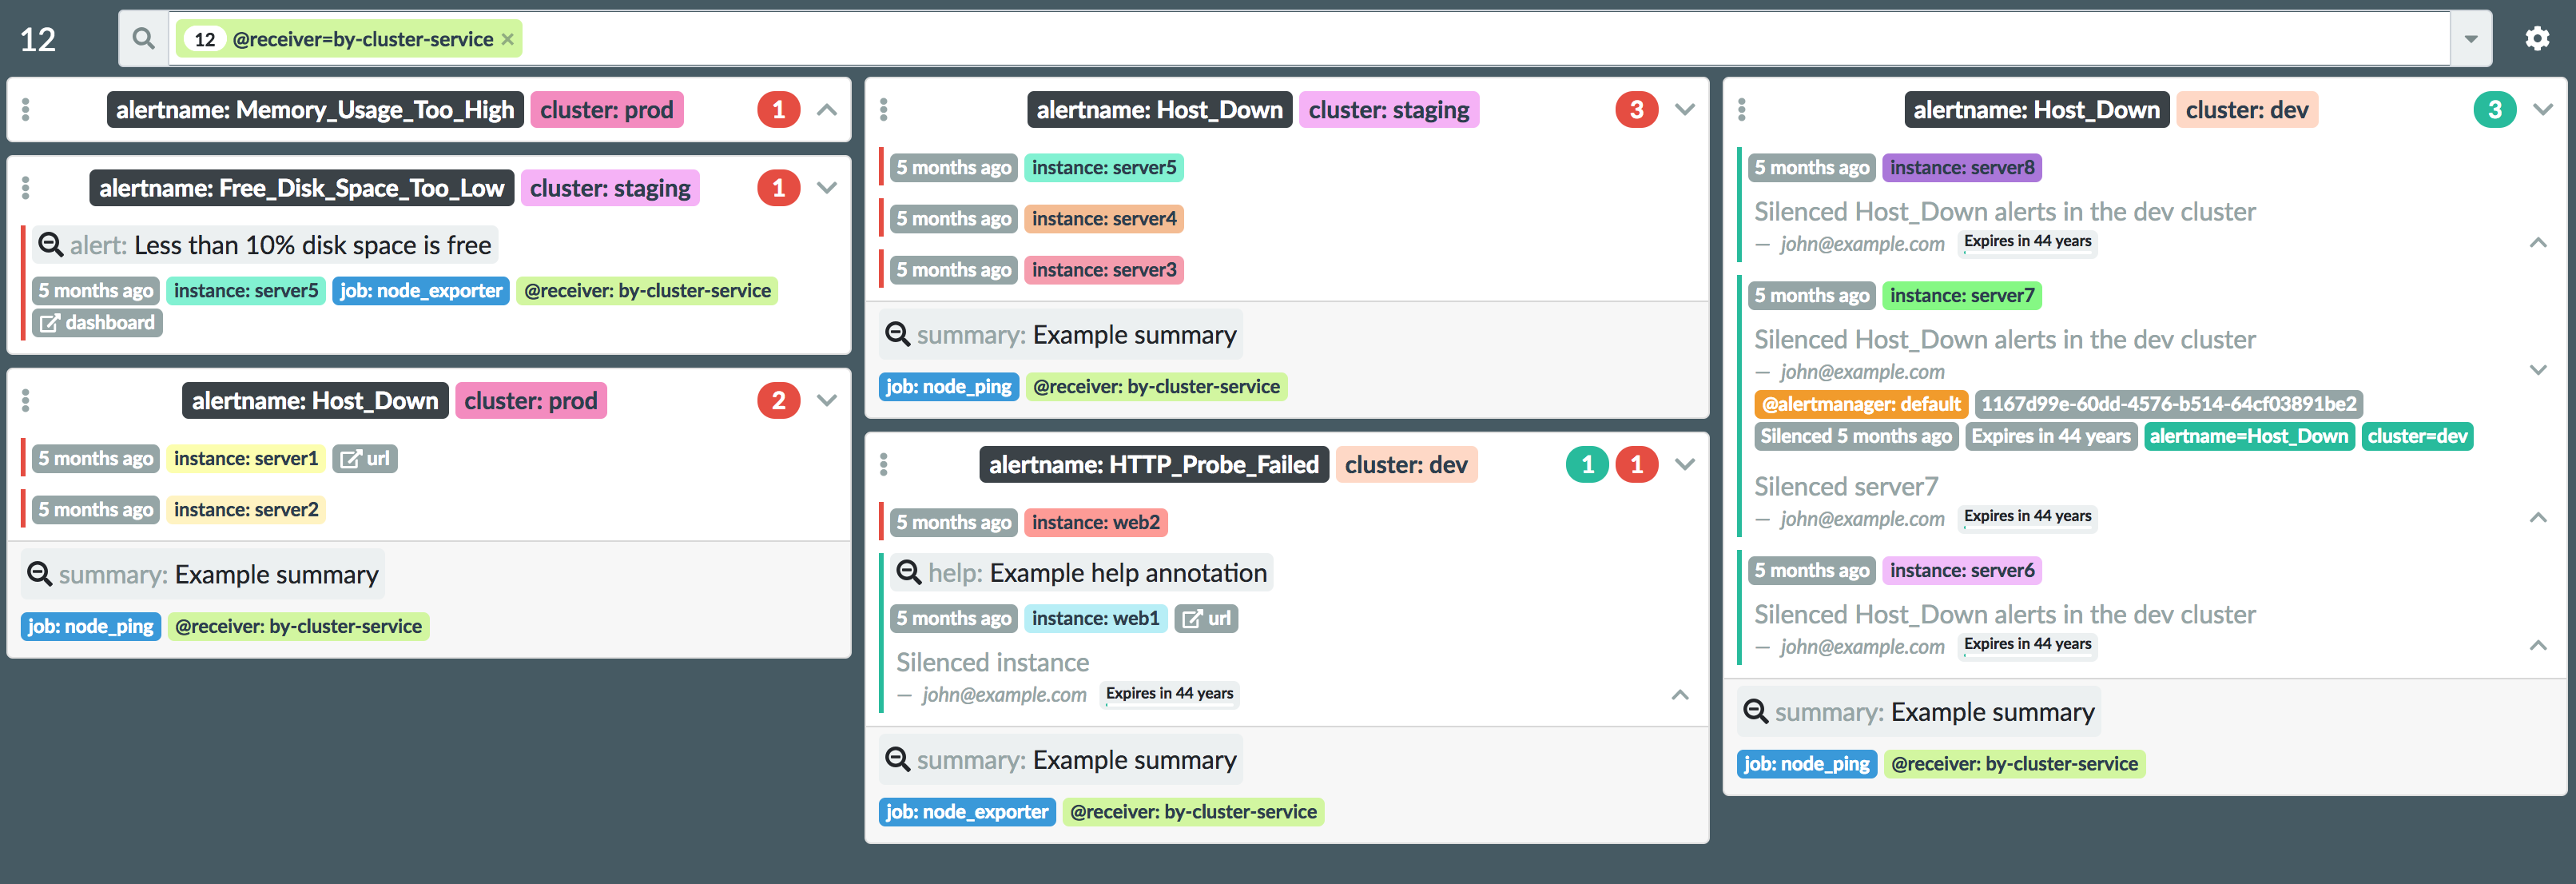 12
12 @receiver=by-cluster-service ×
alertname: Memory_Usage_Too_High cluster: prod 1
alertname: Free_Disk_Space_Too_Low cluster: staging 1
alert: Less than 10% disk space is free
5 months ago instance: server5 job: node_exporter @receiver: by-cluster-service
dashboard
alertname: Host_Down cluster: prod 2
5 months ago instance: server1 url
5 months ago instance: server2
summary: Example summary
job: node_ping @receiver: by-cluster-service
alertname: Host_Down cluster: staging 3
5 months ago instance: server5
5 months ago instance: server4
5 months ago instance: server3
summary: Example summary
job: node_ping @receiver: by-cluster-service
alertname: HTTP_Probe_Failed cluster: dev 1 1
5 months ago instance: web2
help: Example help annotation
5 months ago instance: web1 url
Silenced instance
— john@example.com Expires in 44 years
summary: Example summary
job: node_exporter @receiver: by-cluster-service
alertname: Host_Down cluster: dev 3
5 months ago instance: server8
Silenced Host_Down alerts in the dev cluster
— john@example.com Expires in 44 years
5 months ago instance: server7
Silenced Host_Down alerts in the dev cluster
— john@example.com
@alertmanager: default 1167d99e-60dd-4576-b514-64cf03891be2
Silenced 5 months ago Expires in 44 years alertname=Host_Down cluster=dev
Silenced server7
— john@example.com Expires in 44 years
5 months ago instance: server6
Silenced Host_Down alerts in the dev cluster
— john@example.com Expires in 44 years
summary: Example summary
job: node_ping @receiver: by-cluster-service